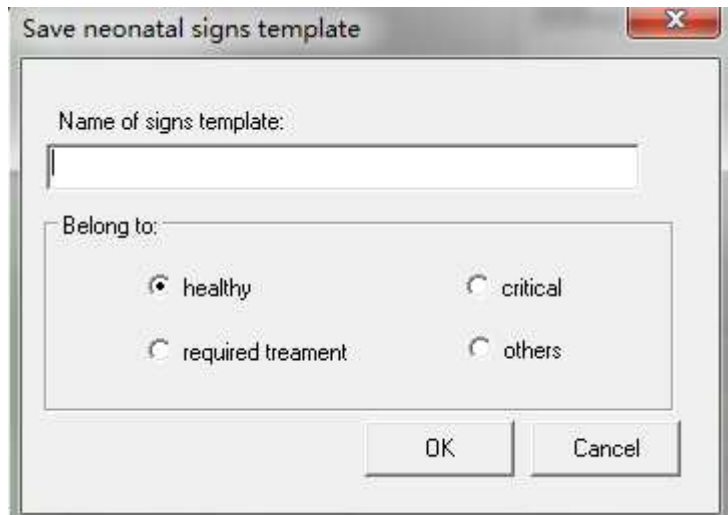 Save neonatal signs template
Name of signs template:
Belong to:
healthy critical
required treament others
OK Cancel